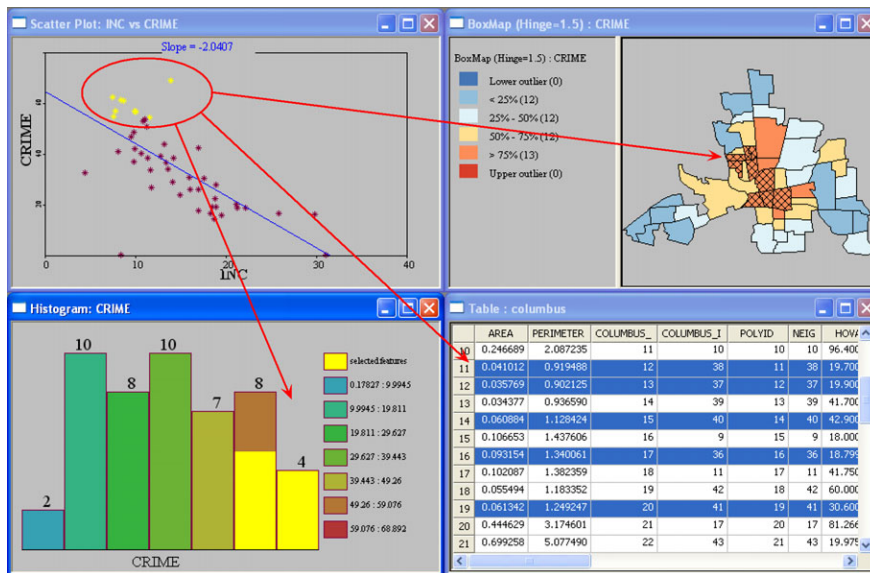 Scatter Plot: INC vs CRIME
Slope = -2.0407
CRIME
60
40
20
0
10
20
30
40
INC
BoxMap (Hinge=1.5) : CRIME
BoxMap (Hinge=1.5) : CRIME
Lower outlier (0)
< 25% (12)
25% - 50% (12)
50% - 75% (12)
> 75% (13)
Upper outlier (0)
Histogram: CRIME
2
10
8
10
7
8
4
CRIME
selected features
0.17827 : 9.9945
9.9945 : 19.811
19.811 : 29.627
29.627 : 39.443
39.443 : 49.26
49.26 : 59.076
59.076 : 68.892
Table : columbus
AREA PERIMETER COLUMBUS_ COLUMBUS_I POLYID NEIG HOVA
10 0.246689 2.087235 11 10 10 10 96.400
11 0.041012 0.919488 12 38 11 38 19.700
12 0.035769 0.902125 13 37 12 37 19.900
13 0.034377 0.936590 14 39 13 39 41.700
14 0.060884 1.128424 15 40 14 40 42.900
15 0.106653 1.437606 16 9 15 9 18.000
16 0.093154 1.340061 17 36 16 36 18.799
17 0.102087 1.382359 18 11 17 11 41.750
18 0.055494 1.183352 19 42 18 42 60.000
19 0.061342 1.249247 20 41 19 41 30.600
20 0.444629 3.174601 21 17 20 17 81.266
21 0.699258 5.077490 22 43 21 43 19.975